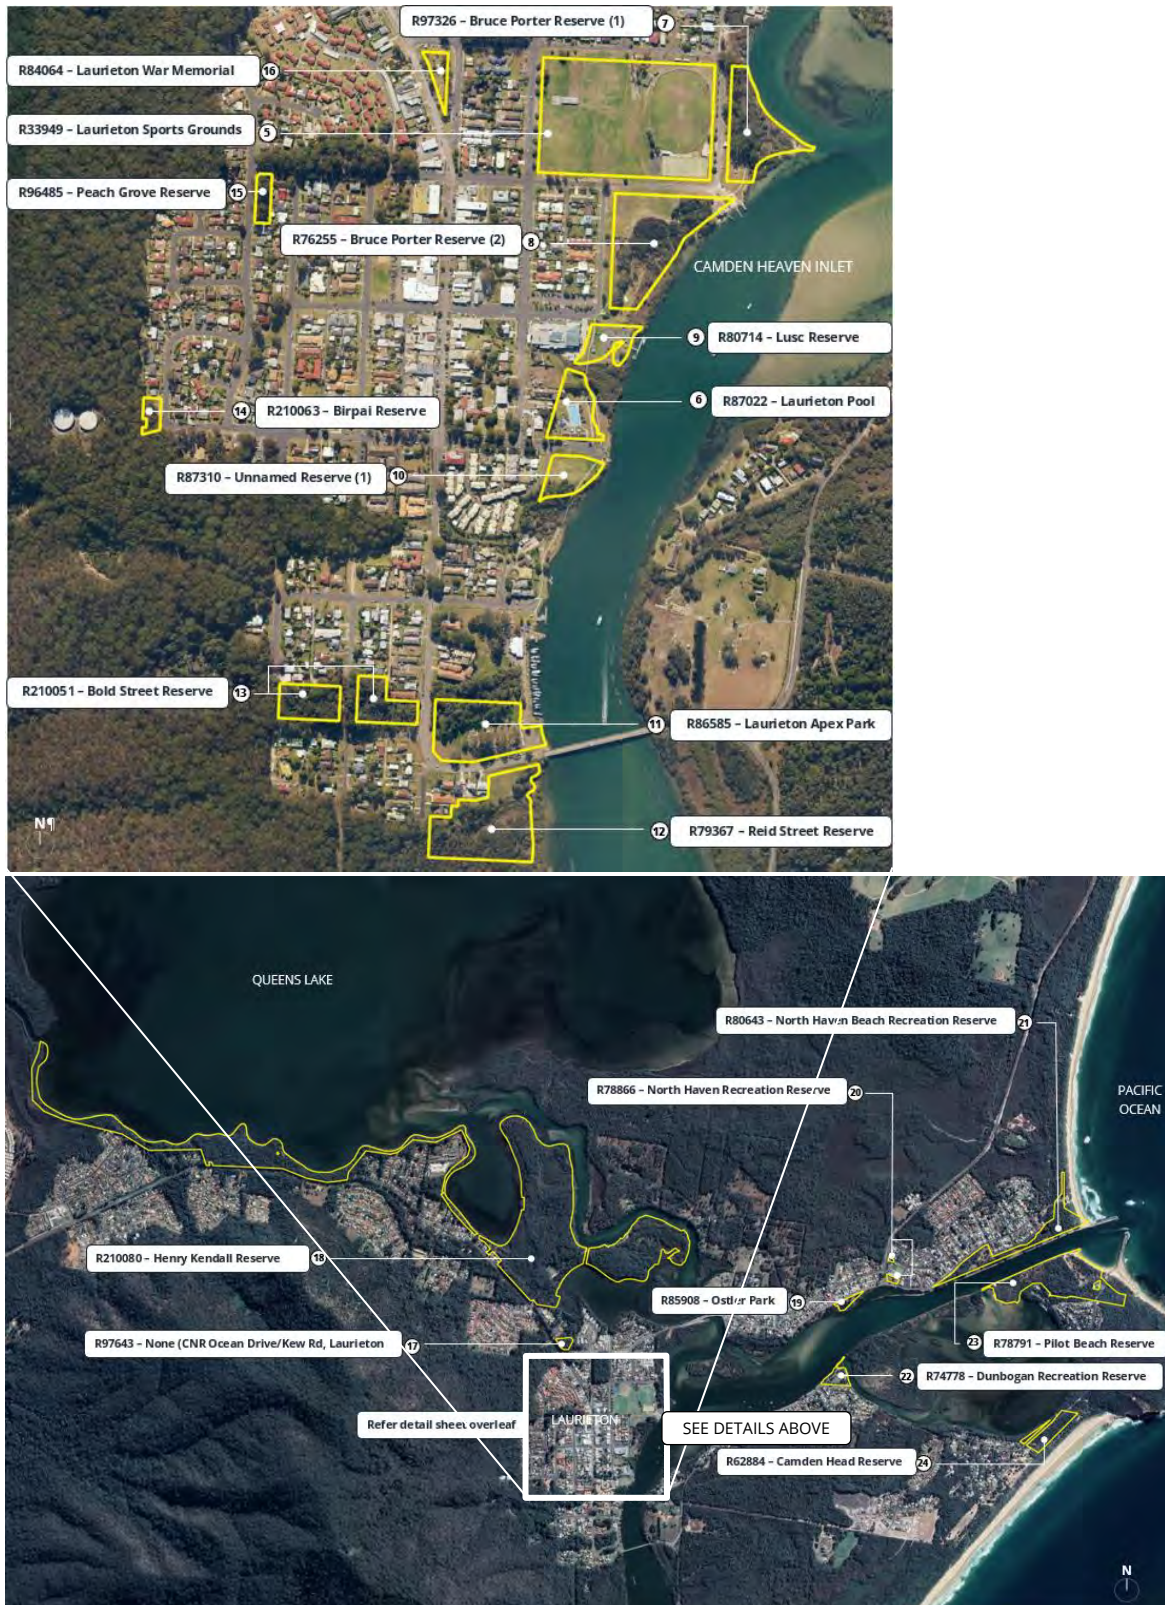 R97326 – Bruce Porter Reserve (1)
7
R84064 – Laurieton War Memorial
16
R33949 – Laurieton Sports Grounds
5
R96485 – Peach Grove Reserve
15
R76255 – Bruce Porter Reserve (2)
8
CAMDEN HEAVEN INLET
9
R80714 – Lusc Reserve
6
R87022 – Laurieton Pool
14
R210063 – Birpai Reserve
R87310 – Unnamed Reserve (1)
10
R210051 – Bold Street Reserve
13
11
R86585 – Laurieton Apex Park
12
R79367 – Reid Street Reserve
N¶
QUEENS LAKE
R80643 – North Haven Beach Recreation Reserve
21
R78866 – North Haven Recreation Reserve
20
PACIFIC
OCEAN
R210080 – Henry Kendall Reserve
18
R85908 – Ostler Park
19
R97643 – None (CNR Ocean Drive/Kew Rd, Laurieton
17
23
R78791 – Pilot Beach Reserve
22
R74778 – Dunbogan Recreation Reserve
Refer detail sheet overleaf
LAURIETON
SEE DETAILS ABOVE
R62884 – Camden Head Reserve
24
N